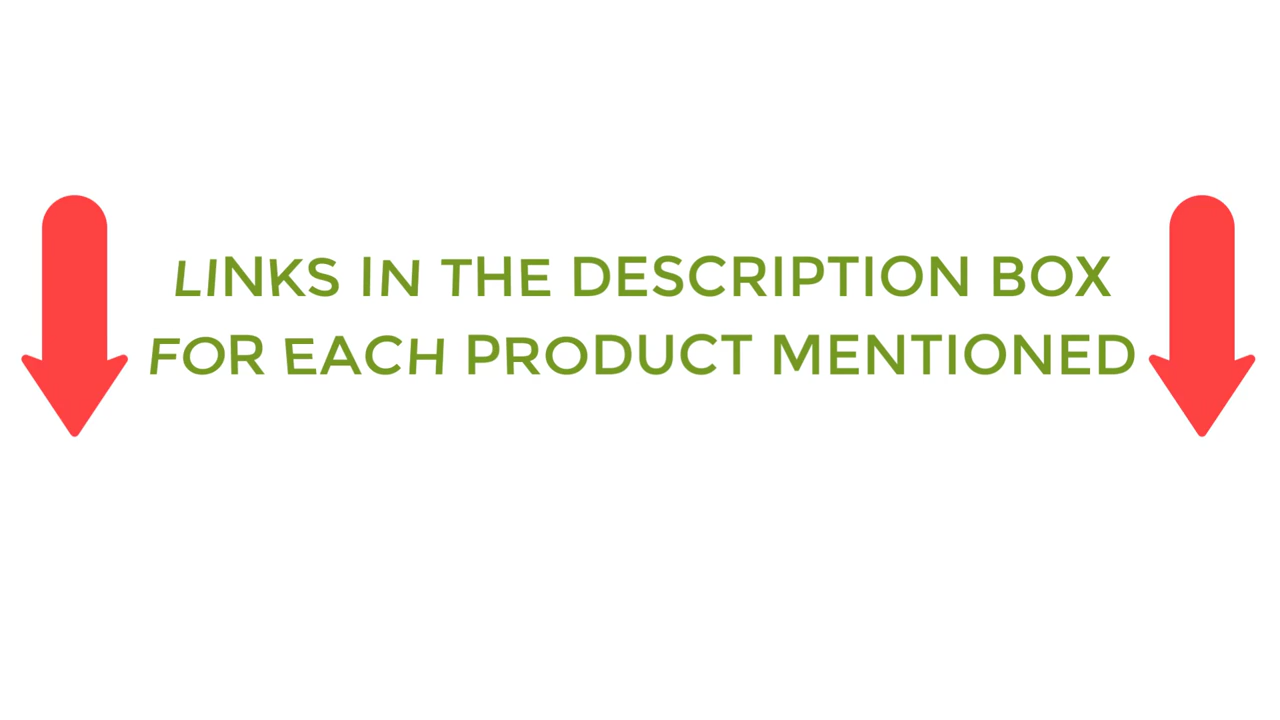 LINKS IN THE DESCRIPTION BOX
FOR EACH PRODUCT MENTIONED